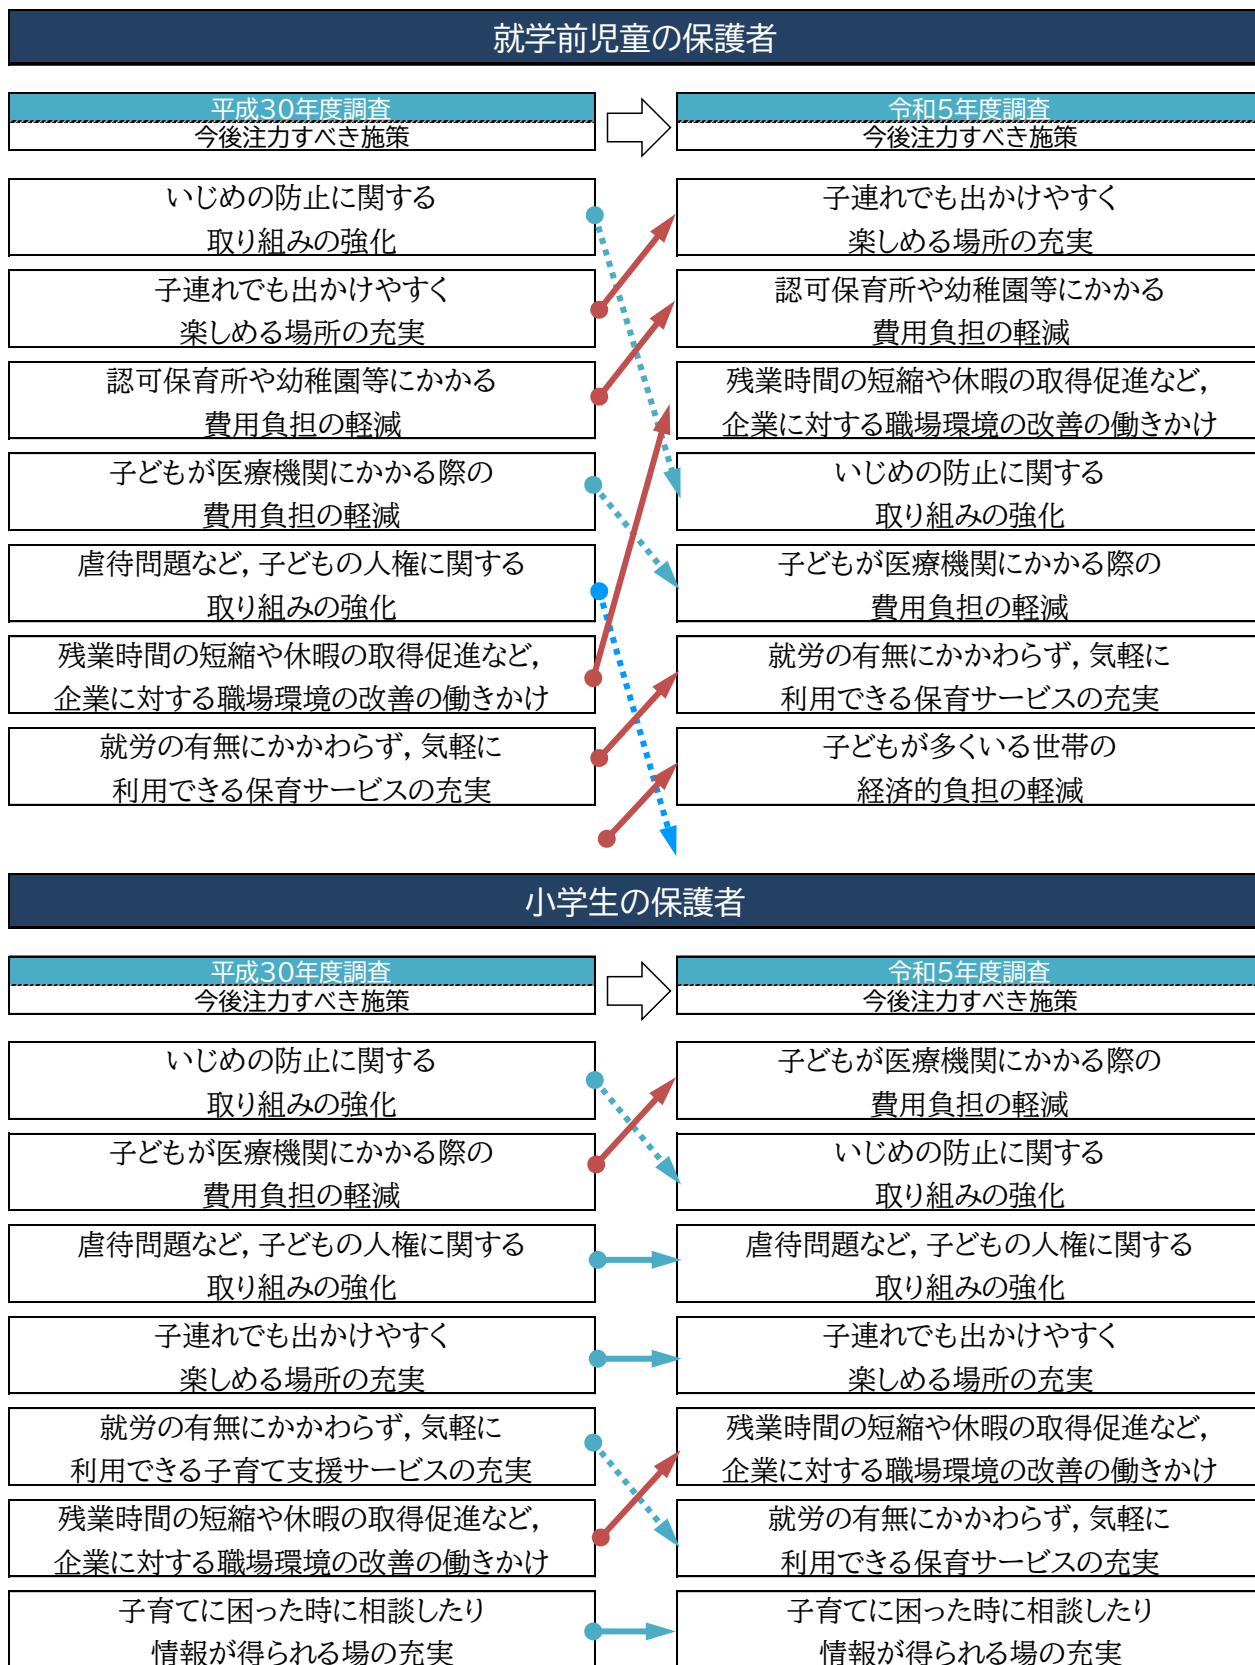 就学前児童の保護者
平成30年度調査
今後注力すべき施策
令和5年度調査
今後注力すべき施策
いじめの防止に関する
取り組みの強化
子連れでも出かけやすく
楽しめる場所の充実
認可保育所や幼稚園等にかかる
費用負担の軽減
子どもが医療機関にかかる際の
費用負担の軽減
虐待問題など，子どもの人権に関する
取り組みの強化
残業時間の短縮や休暇の取得促進など，
企業に対する職場環境の改善の働きかけ
就労の有無にかかわらず，気軽に
利用できる保育サービスの充実
子連れでも出かけやすく
楽しめる場所の充実
認可保育所や幼稚園等にかかる
費用負担の軽減
残業時間の短縮や休暇の取得促進など，
企業に対する職場環境の改善の働きかけ
いじめの防止に関する
取り組みの強化
子どもが医療機関にかかる際の
費用負担の軽減
就労の有無にかかわらず，気軽に
利用できる保育サービスの充実
子どもが多くいる世帯の
経済的負担の軽減
小学生の保護者
平成30年度調査
今後注力すべき施策
令和5年度調査
今後注力すべき施策
いじめの防止に関する
取り組みの強化
子どもが医療機関にかかる際の
費用負担の軽減
虐待問題など，子どもの人権に関する
取り組みの強化
子連れでも出かけやすく
楽しめる場所の充実
就労の有無にかかわらず，気軽に
利用できる子育て支援サービスの充実
残業時間の短縮や休暇の取得促進など，
企業に対する職場環境の改善の働きかけ
子育てに困った時に相談したり
情報が得られる場の充実
子どもが医療機関にかかる際の
費用負担の軽減
いじめの防止に関する
取り組みの強化
虐待問題など，子どもの人権に関する
取り組みの強化
子連れでも出かけやすく
楽しめる場所の充実
残業時間の短縮や休暇の取得促進など，
企業に対する職場環境の改善の働きかけ
就労の有無にかかわらず，気軽に
利用できる保育サービスの充実
子育てに困った時に相談したり
情報が得られる場の充実